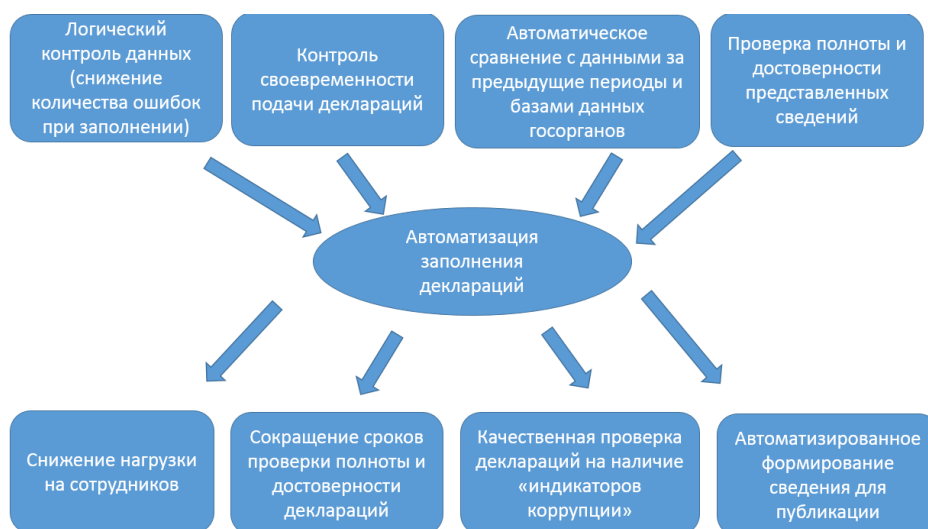 Логический
контроль данных
(снижение
количества ошибок
при заполнении)
Контроль
своевременности
подачи деклараций
Автоматическое
сравнение с данными за
предыдущие периоды и
базами данных
госорганов
Проверка полноты и
достоверности
представленных
сведений
Автоматизация
заполнения
деклараций
Снижение нагрузки
на сотрудников
Сокращение сроков
проверки полноты и
достоверности
деклараций
Качественная проверка
деклараций на наличие
«индикаторов
коррупции»
Автоматизированное
формирование
сведения для
публикации